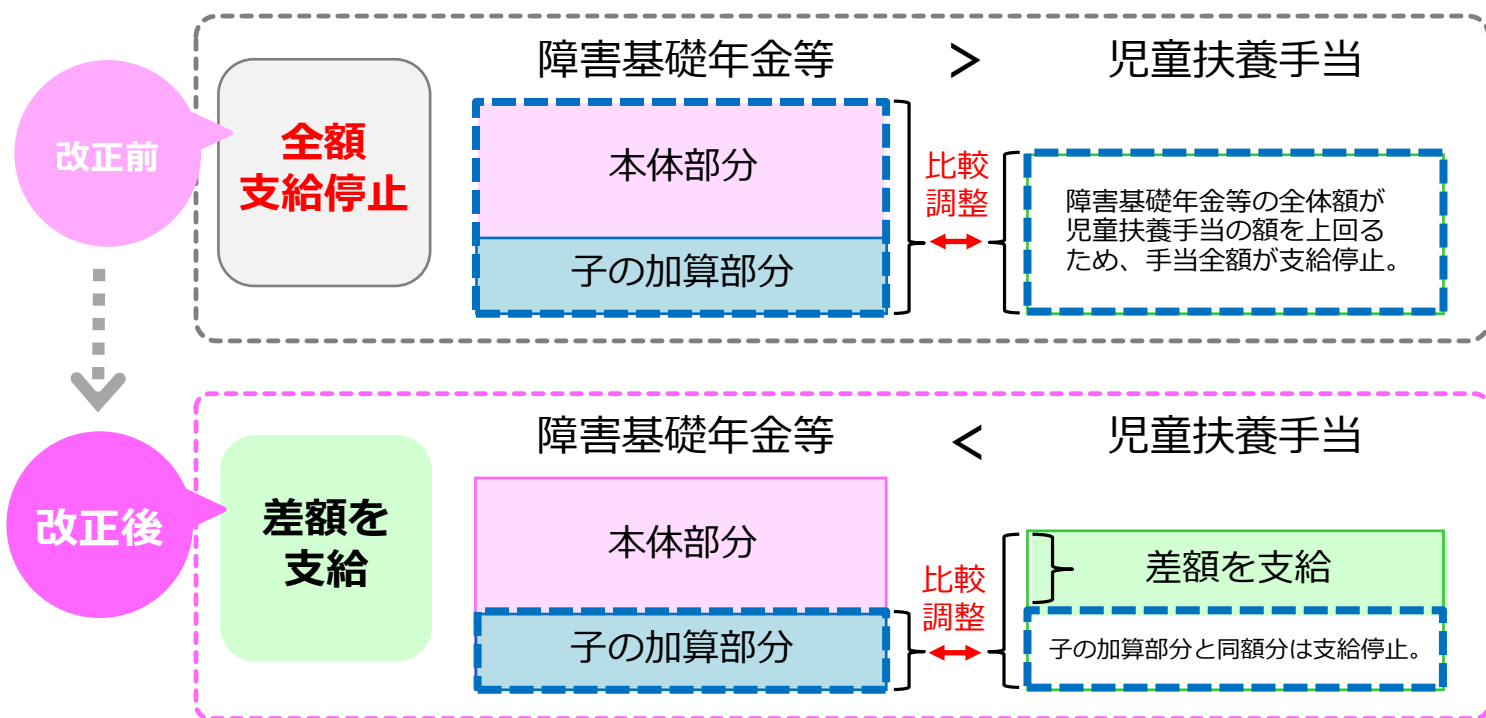 障害基礎年金等 > 児童扶養手当
改正前
全額
支給停止
本体部分
子の加算部分
比較
調整
障害基礎年金等の全体額が
児童扶養手当の額を上回る
ため、手当全額が支給停止。
障害基礎年金等 < 児童扶養手当
改正後
差額を
支給
本体部分
子の加算部分
比較
調整
差額を支給
子の加算部分と同額分は支給停止。